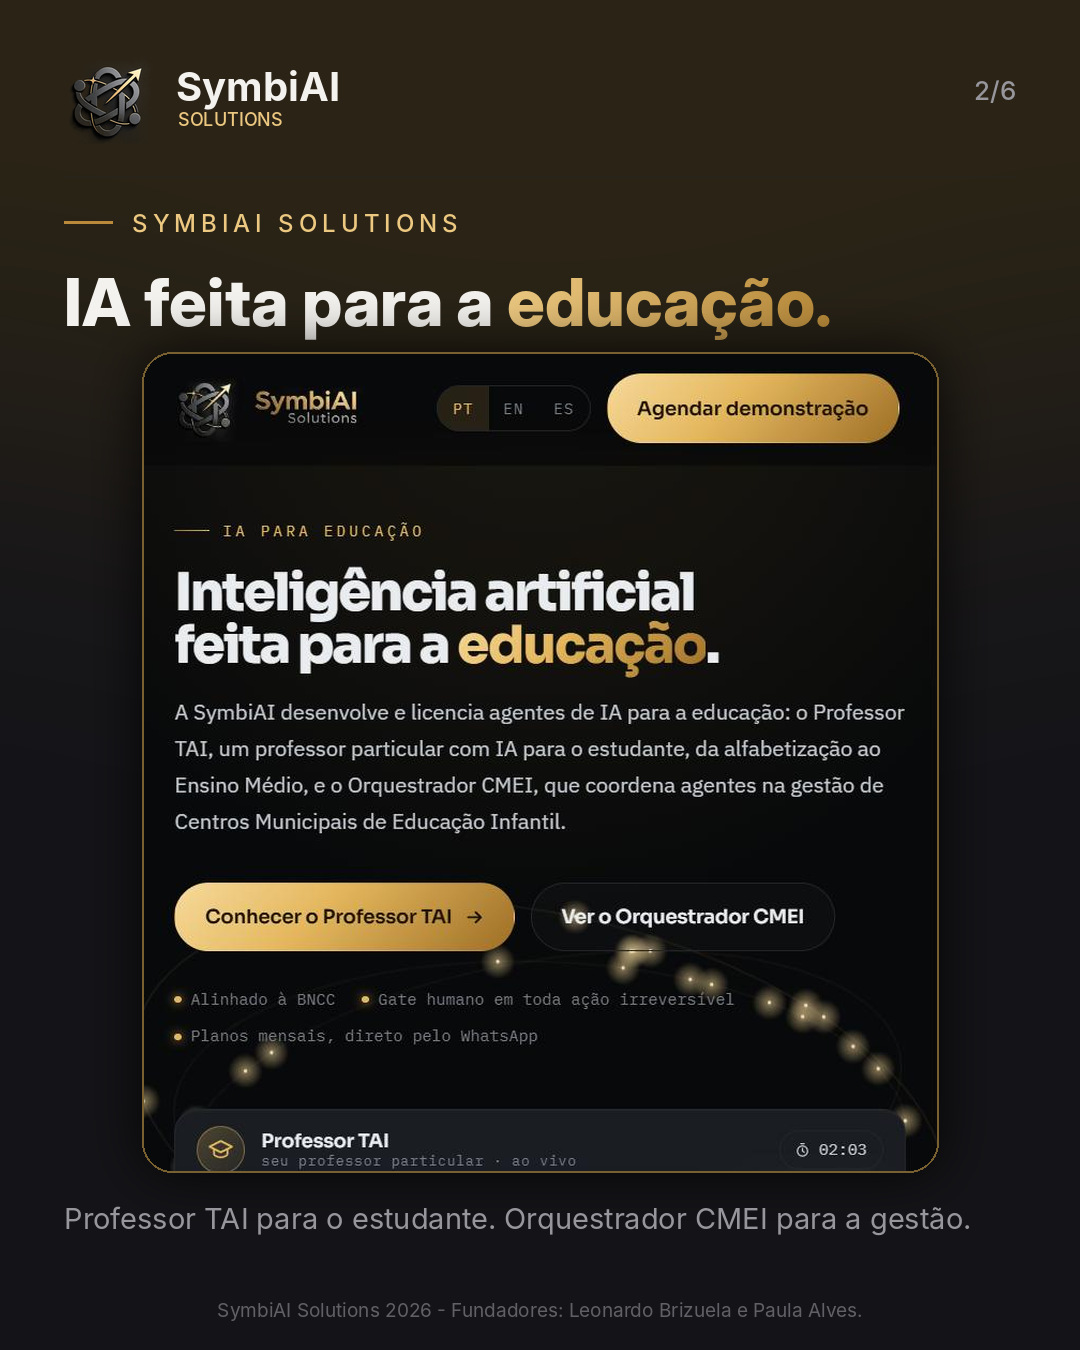 SymbiAI
SOLUTIONS
2/6
SYMBIAI SOLUTIONS
IA feita para a educação.
SymbiAI
Solutions
PT EN ES
Agendar demonstração
IA PARA EDUCAÇÃO
Inteligência artificial
feita para a educação.
A SymbiAI desenvolve e licencia agentes de IA para a educação: o Professor
TAI, um professor particular com IA para o estudante, da alfabetização ao
Ensino Médio, e o Orquestrador CMEI, que coordena agentes na gestão de
Centros Municipais de Educação Infantil.
Conhecer o Professor TAI →
Ver o Orquestrador CMEI
Alinhado à BNCC
Gate humano em toda ação irreversível
Planos mensais, direto pelo WhatsApp
Professor TAI
seu professor particular · ao vivo
02:03
Professor TAI para o estudante. Orquestrador CMEI para a gestão.
SymbiAI Solutions 2026 - Fundadores: Leonardo Brizuela e Paula Alves.